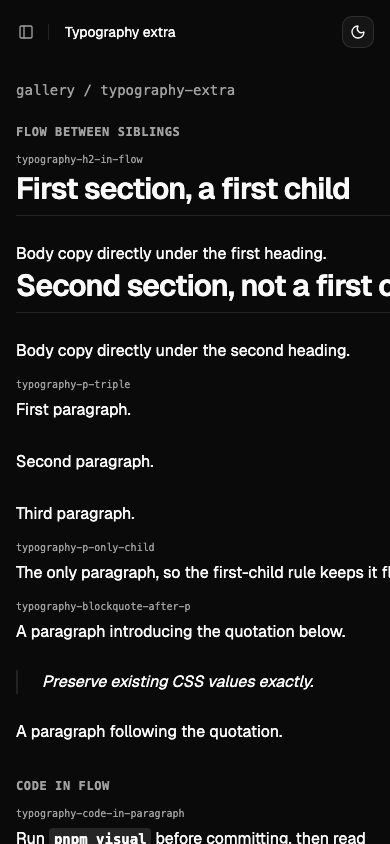 Typography extra
gallery / typography-extra
FLOW BETWEEN SIBLINGS
typography-h2-in-flow
First section, a first child
Body copy directly under the first heading.
Second section, not a first
Body copy directly under the second heading.
typography-p-triple
First paragraph.
Second paragraph.
Third paragraph.
typography-p-only-child
The only paragraph, so the first-child rule keeps it
typography-blockquote-after-p
A paragraph introducing the quotation below.
Preserve existing CSS values exactly.
A paragraph following the quotation.
CODE IN FLOW
typography-code-in-paragraph
Run pnpm visual before committing, then read